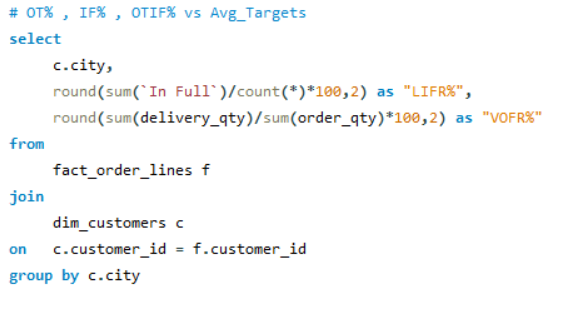 # OT% , IF% , OTIF% vs Avg_Targets
select
c.city,
round(sum(`In Full`)/count(*)*100,2) as "LIFR%",
round(sum(delivery_qty)/sum(order_qty)*100,2) as "VOFR%"
from
fact_order_lines f
join
dim_customers c
on c.customer_id = f.customer_id
group by c.city